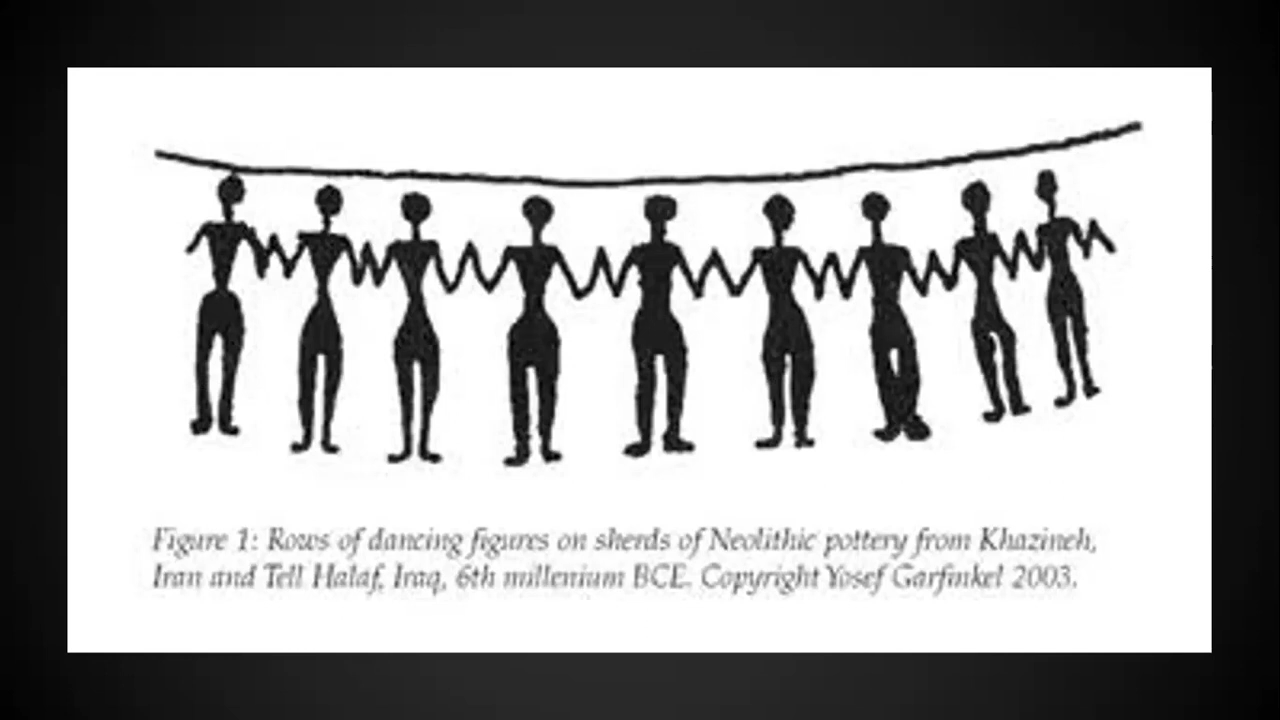 Figure 1: Rows of dancing figures on sherds of Neolithic pottery from Khazineh,
Iran and Tell Halaf, Iraq, 6th millenium BCE. Copyright Yosef Garfinkel 2003.